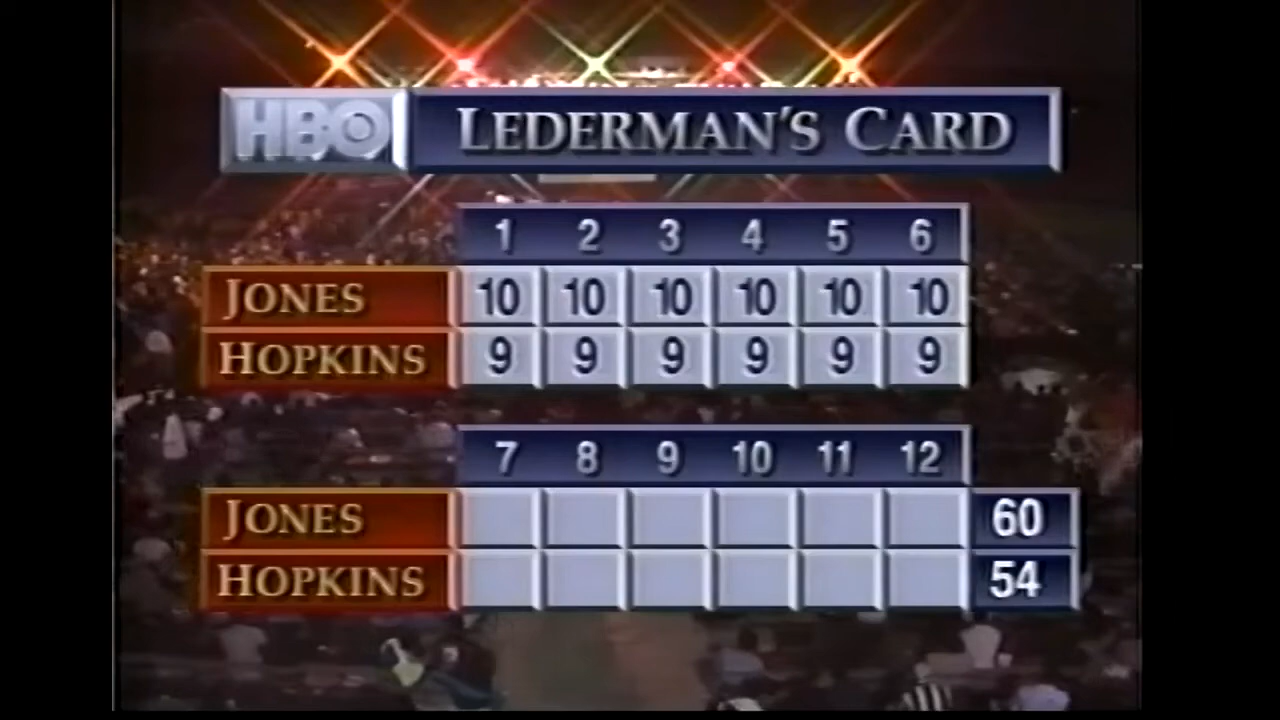 HBO LEDERMAN'S CARD
1 2 3 4 5 6
JONES 10 10 10 10 10 10
HOPKINS 9 9 9 9 9 9
7 8 9 10 11 12
JONES 60
HOPKINS 54